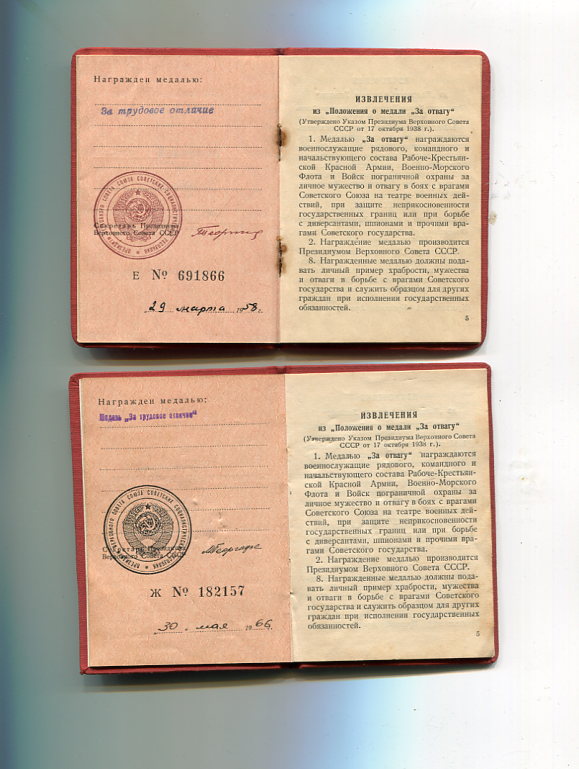 Награжден медалью:
За трудовое отличие
Секретарь Президиума
Верховного Совета СССР
Е № 691866
29 марта 1958 г.
ИЗВЛЕЧЕНИЯ
из „Положения о медали „За отвагу“
(Утверждено Указом Президиума Верховного Совета
СССР от 17 октября 1938 г.).
1. Медалью „За отвагу“ награждаются
военнослужащие рядового, командного и
начальствующего состава Рабоче-Крестьян-
ской Красной Армии, Военно-Морского
Флота и Войск пограничной охраны за
личное мужество и отвагу в боях с врагами
Советского Союза на театре военных дей-
ствий, при защите неприкосновенности
государственных границ или при борьбе
с диверсантами, шпионами и прочими вра-
гами Советского государства.
2. Награждение медалью производится
Президиумом Верховного Совета СССР.
8. Награжденные медалью должны пода-
вать личный пример храбрости, мужества
и отваги в борьбе с врагами Советского
государства и служить образцом для других
граждан при исполнении государственных
обязанностей.
5
Награжден медалью:
Медаль „За трудовое отличие“
Секретарь Президиума
Верховного Совета СССР
Ж № 182157
30 мая 1966 г.
ИЗВЛЕЧЕНИЯ
из „Положения о медали „За отвагу“
(Утверждено Указом Президиума Верховного Совета
СССР от 17 октября 1938 г.).
1. Медалью „За отвагу“ награждаются
военнослужащие рядового, командного и
начальствующего состава Рабоче-Крестьян-
ской Красной Армии, Военно-Морского
Флота и Войск пограничной охраны за
личное мужество и отвагу в боях с врагами
Советского Союза на театре военных дей-
ствий, при защите неприкосновенности
государственных границ или при борьбе
с диверсантами, шпионами и прочими вра-
гами Советского государства.
2. Награждение медалью производится
Президиумом Верховного Совета СССР.
8. Награжденные медалью должны пода-
вать личный пример храбрости, мужества
и отваги в борьбе с врагами Советского
государства и служить образцом для других
граждан при исполнении государственных
обязанностей.
5